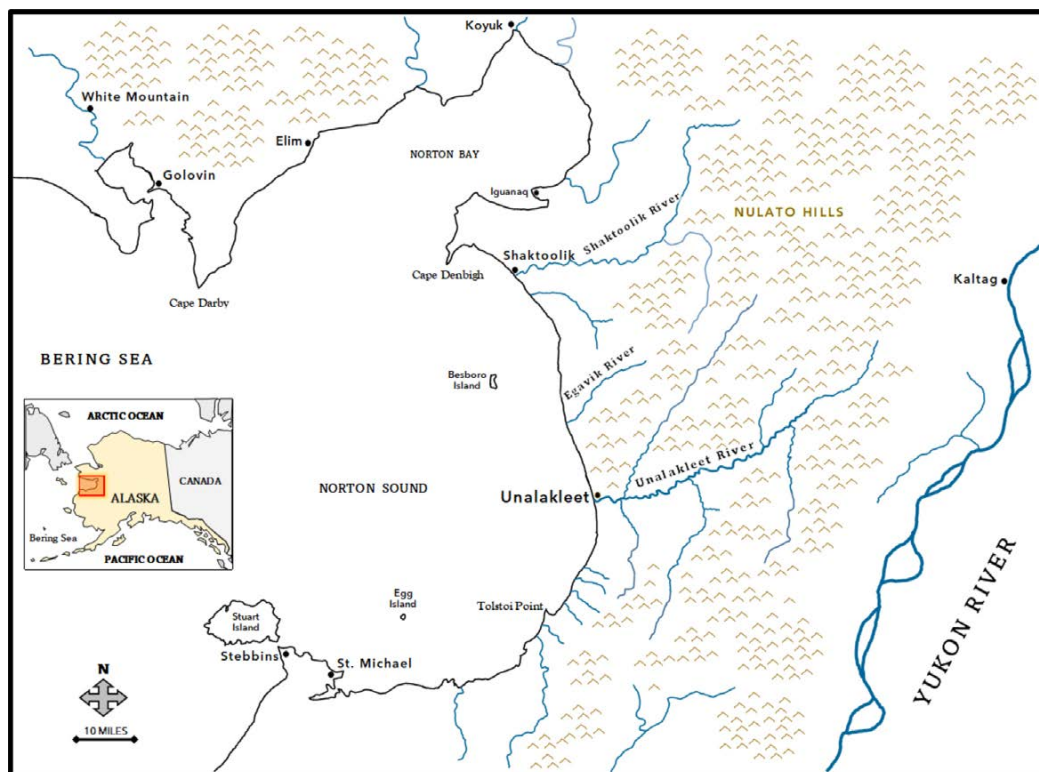 Koyuk
White Mountain
Elim
NORTON BAY
Golovin
Iguanaq
Shaktoolik River
NULATO HILLS
Shaktoolik
Cape Denbigh
Kaltag
Cape Darby
BERING SEA
Besboro
Island
Egavik River
ARCTIC OCEAN
CANADA
ALASKA
Bering Sea
PACIFIC OCEAN
NORTON SOUND
Unalakleet River
Unalakleet
YUKON RIVER
Egg
Island
Tolstoi Point
Stuart
Island
Stebbins
St. Michael
N
10 MILES